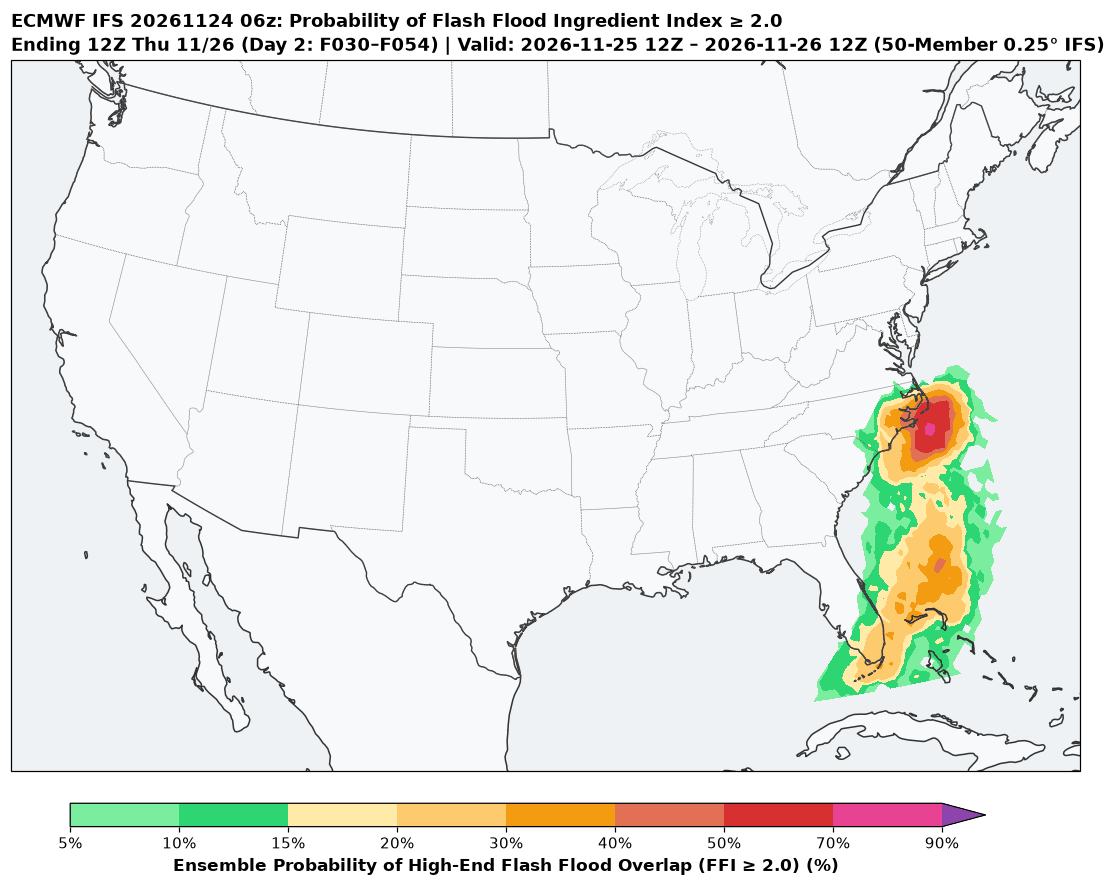 ECMWF IFS 20261124 06z: Probability of Flash Flood Ingredient Index ≥ 2.0
Ending 12Z Thu 11/26 (Day 2: F030–F054) | Valid: 2026-11-25 12Z – 2026-11-26 12Z (50-Member 0.25° IFS)
5% 10% 15% 20% 30% 40% 50% 70% 90%
Ensemble Probability of High-End Flash Flood Overlap (FFI ≥ 2.0) (%)